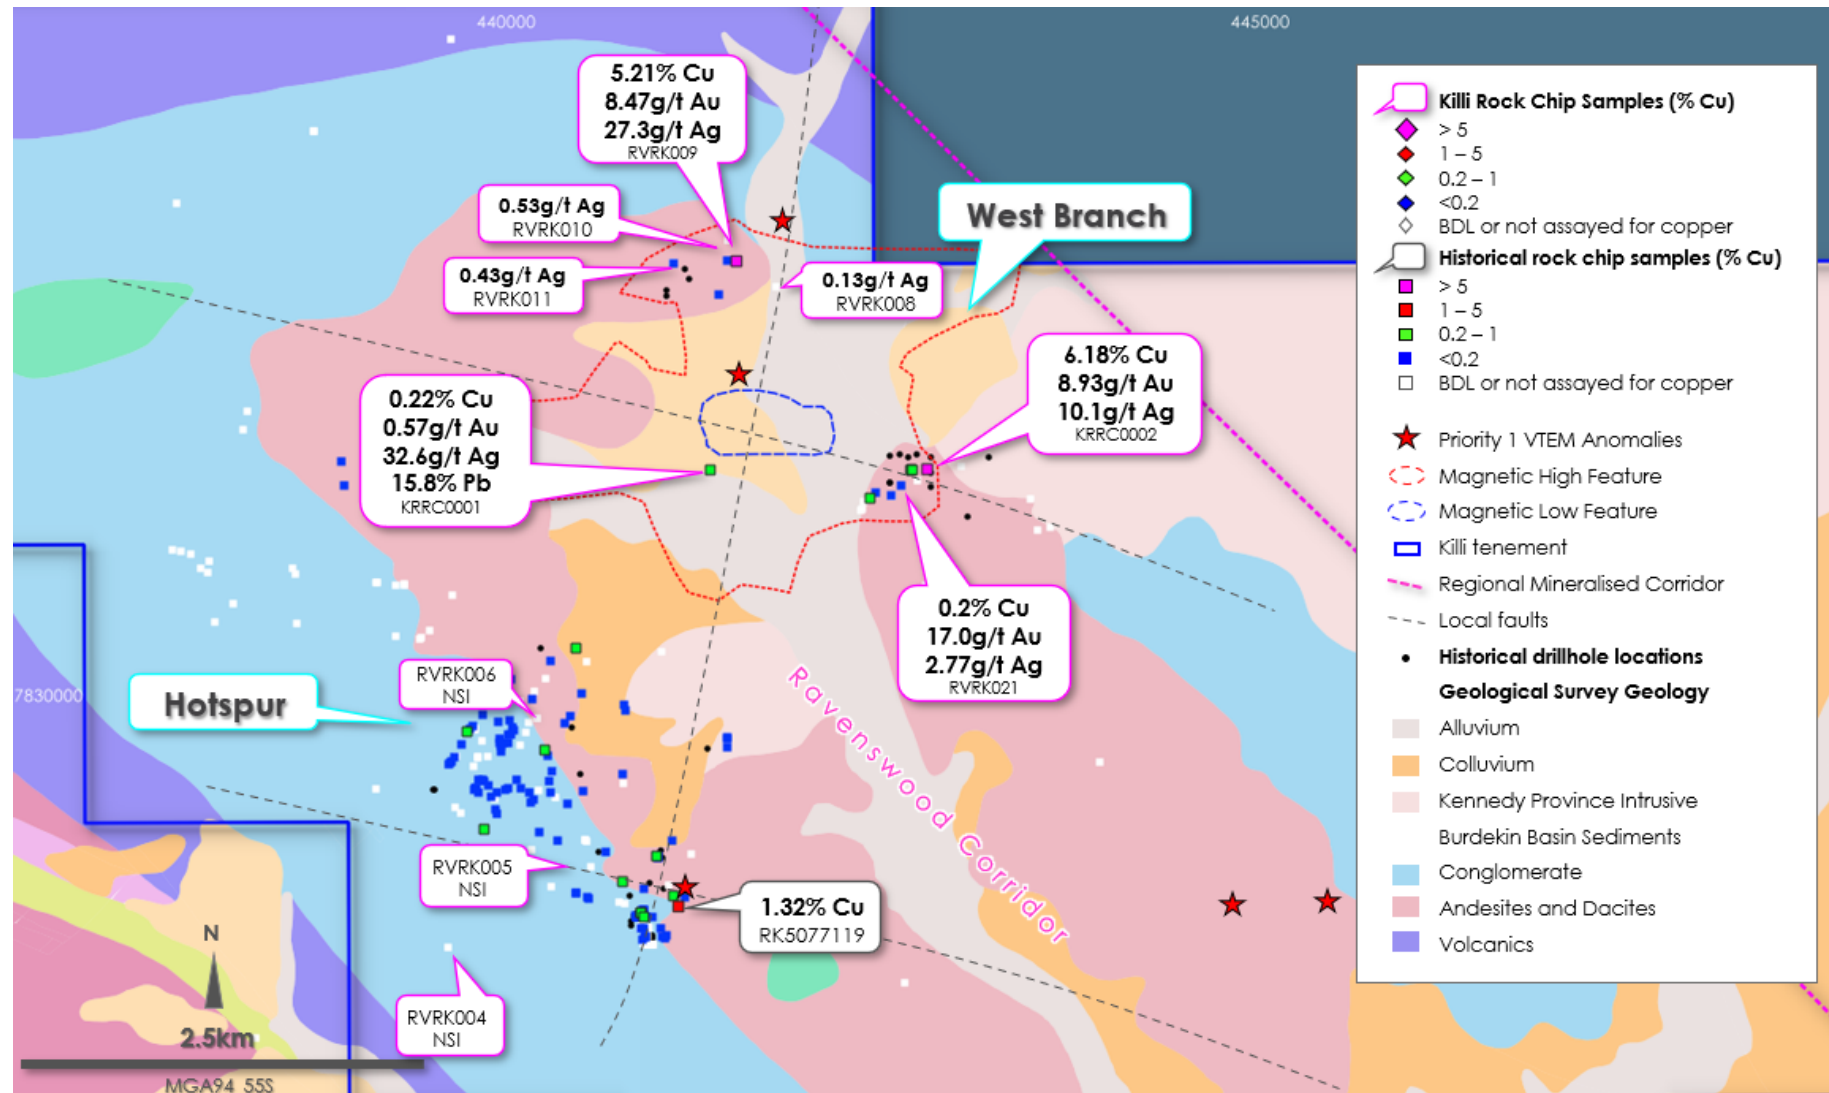 440000
445000
5.21% Cu
8.47g/t Au
27.3g/t Ag
RVRK009
0.53g/t Ag
RVRK010
0.43g/t Ag
RVRK011
0.13g/t Ag
RVRK008
West Branch
6.18% Cu
8.93g/t Au
10.1g/t Ag
KRRC0002
0.22% Cu
0.57g/t Au
32.6g/t Ag
15.8% Pb
KRRC0001
0.2% Cu
17.0g/t Au
2.77g/t Ag
RVRK021
RVRK006
NSI
7830000
Hotspur
Ravenswood Corridor
RVRK005
NSI
1.32% Cu
RK5077119
RVRK004
NSI
N
2.5km
MGA94 55S
Killi Rock Chip Samples (% Cu)
> 5
1 – 5
0.2 – 1
<0.2
BDL or not assayed for copper
Historical rock chip samples (% Cu)
> 5
1 – 5
0.2 – 1
<0.2
BDL or not assayed for copper
Priority 1 VTEM Anomalies
Magnetic High Feature
Magnetic Low Feature
Killi tenement
Regional Mineralised Corridor
Local faults
Historical drillhole locations
Geological Survey Geology
Alluvium
Colluvium
Kennedy Province Intrusive
Burdekin Basin Sediments
Conglomerate
Andesites and Dacites
Volcanics